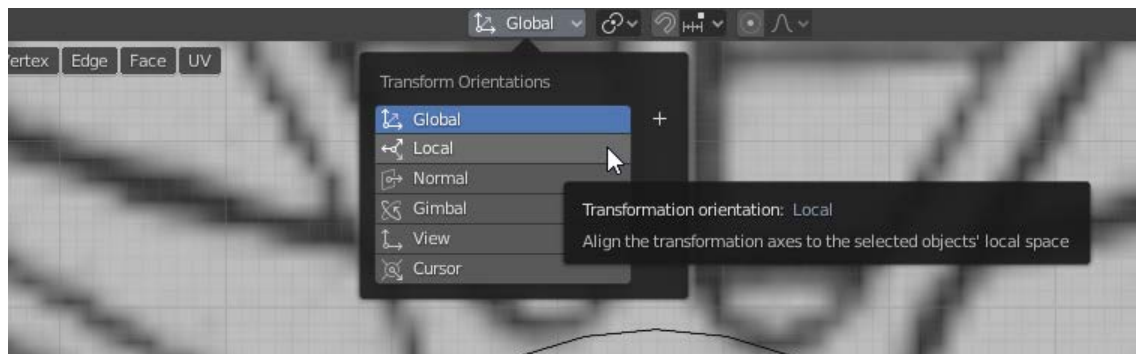 Global
ertex Edge Face UV
Transform Orientations
Global
Local
Normal
Gimbal
View
Cursor
Transformation orientation: Local
Align the transformation axes to the selected objects' local space